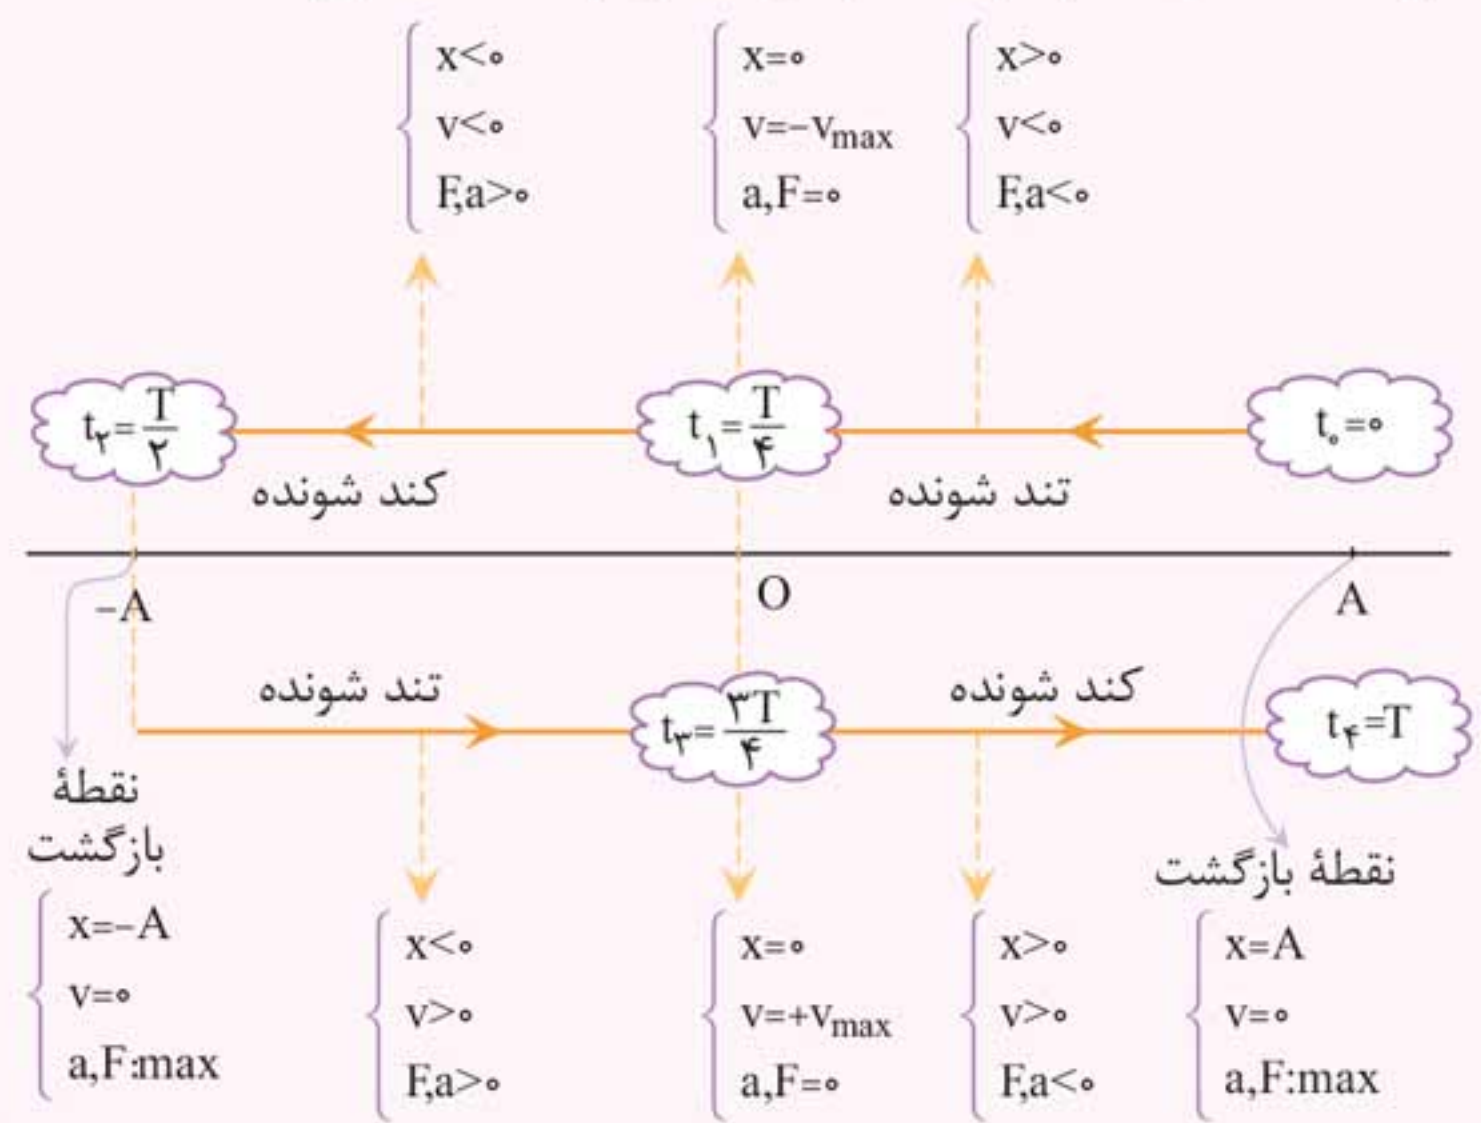 x<۰
v<۰
F,a>۰
x=۰
v=−vmax
a,F=۰
x>۰
v<۰
F,a<۰
t۲=T/۲
t۱=T/۴
t۰=۰
کند شونده
تند شونده
−A
O
A
تند شونده
کند شونده
t۳=۳T/۴
t۴=T
نقطهٔ
بازگشت
نقطهٔ بازگشت
x=−A
v=۰
a,F:max
x<۰
v>۰
F,a>۰
x=۰
v=+vmax
a,F=۰
x>۰
v>۰
F,a<۰
x=A
v=۰
a,F:max